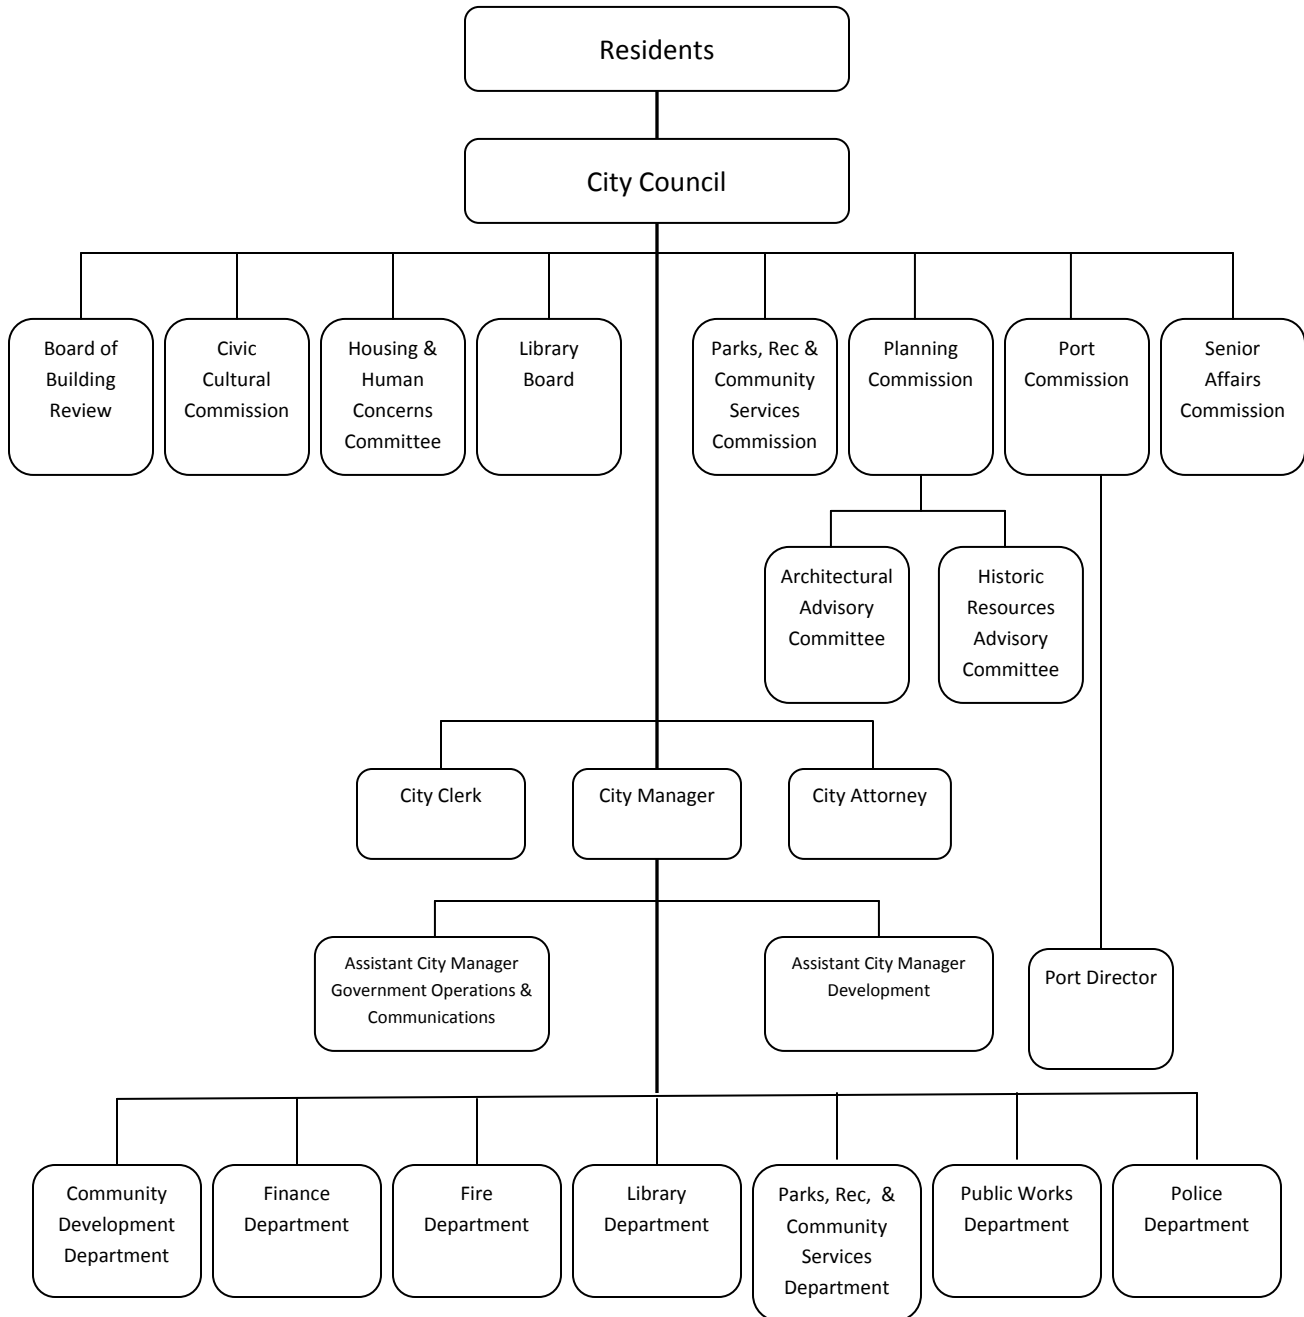 Residents
City Council
Board of
Building
Review
Civic
Cultural
Commission
Housing &
Human
Concerns
Committee
Library
Board
Parks, Rec &
Community
Services
Commission
Planning
Commission
Port
Commission
Senior
Affairs
Commission
Architectural
Advisory
Committee
Historic
Resources
Advisory
Committee
City Clerk
City Manager
City Attorney
Assistant City Manager
Government Operations &
Communications
Assistant City Manager
Development
Port Director
Community
Development
Department
Finance
Department
Fire
Department
Library
Department
Parks, Rec, &
Community
Services
Department
Public Works
Department
Police
Department